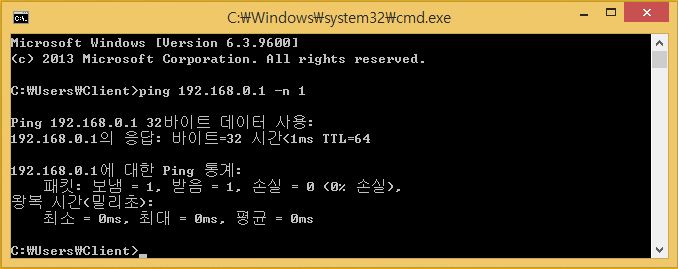 C:₩Windows₩system32₩cmd.exe
Microsoft Windows [Version 6.3.9600]
(c) 2013 Microsoft Corporation. All rights reserved.
C:₩Users₩Client>ping 192.168.0.1 -n 1
Ping 192.168.0.1 32바이트 데이터 사용:
192.168.0.1의 응답: 바이트=32 시간<1ms TTL=64
192.168.0.1에 대한 Ping 통계:
패킷: 보냄 = 1, 받음 = 1, 손실 = 0 (0% 손실),
왕복 시간(밀리초):
최소 = 0ms, 최대 = 0ms, 평균 = 0ms
C:₩Users₩Client>